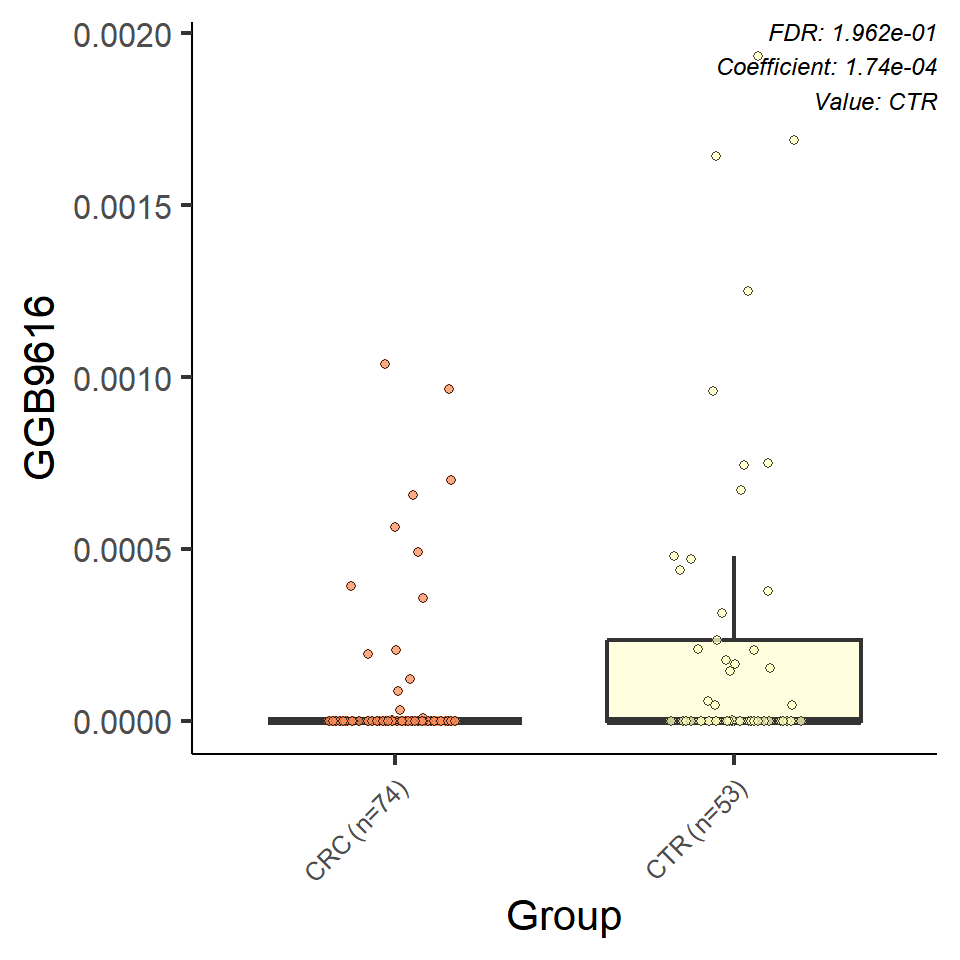 FDR: 1.962e-01
Coefficient: 1.74e-04
Value: CTR
0.0020
0.0015
0.0010
0.0005
0.0000
GGB9616
CRC (n=74)
CTR (n=53)
Group